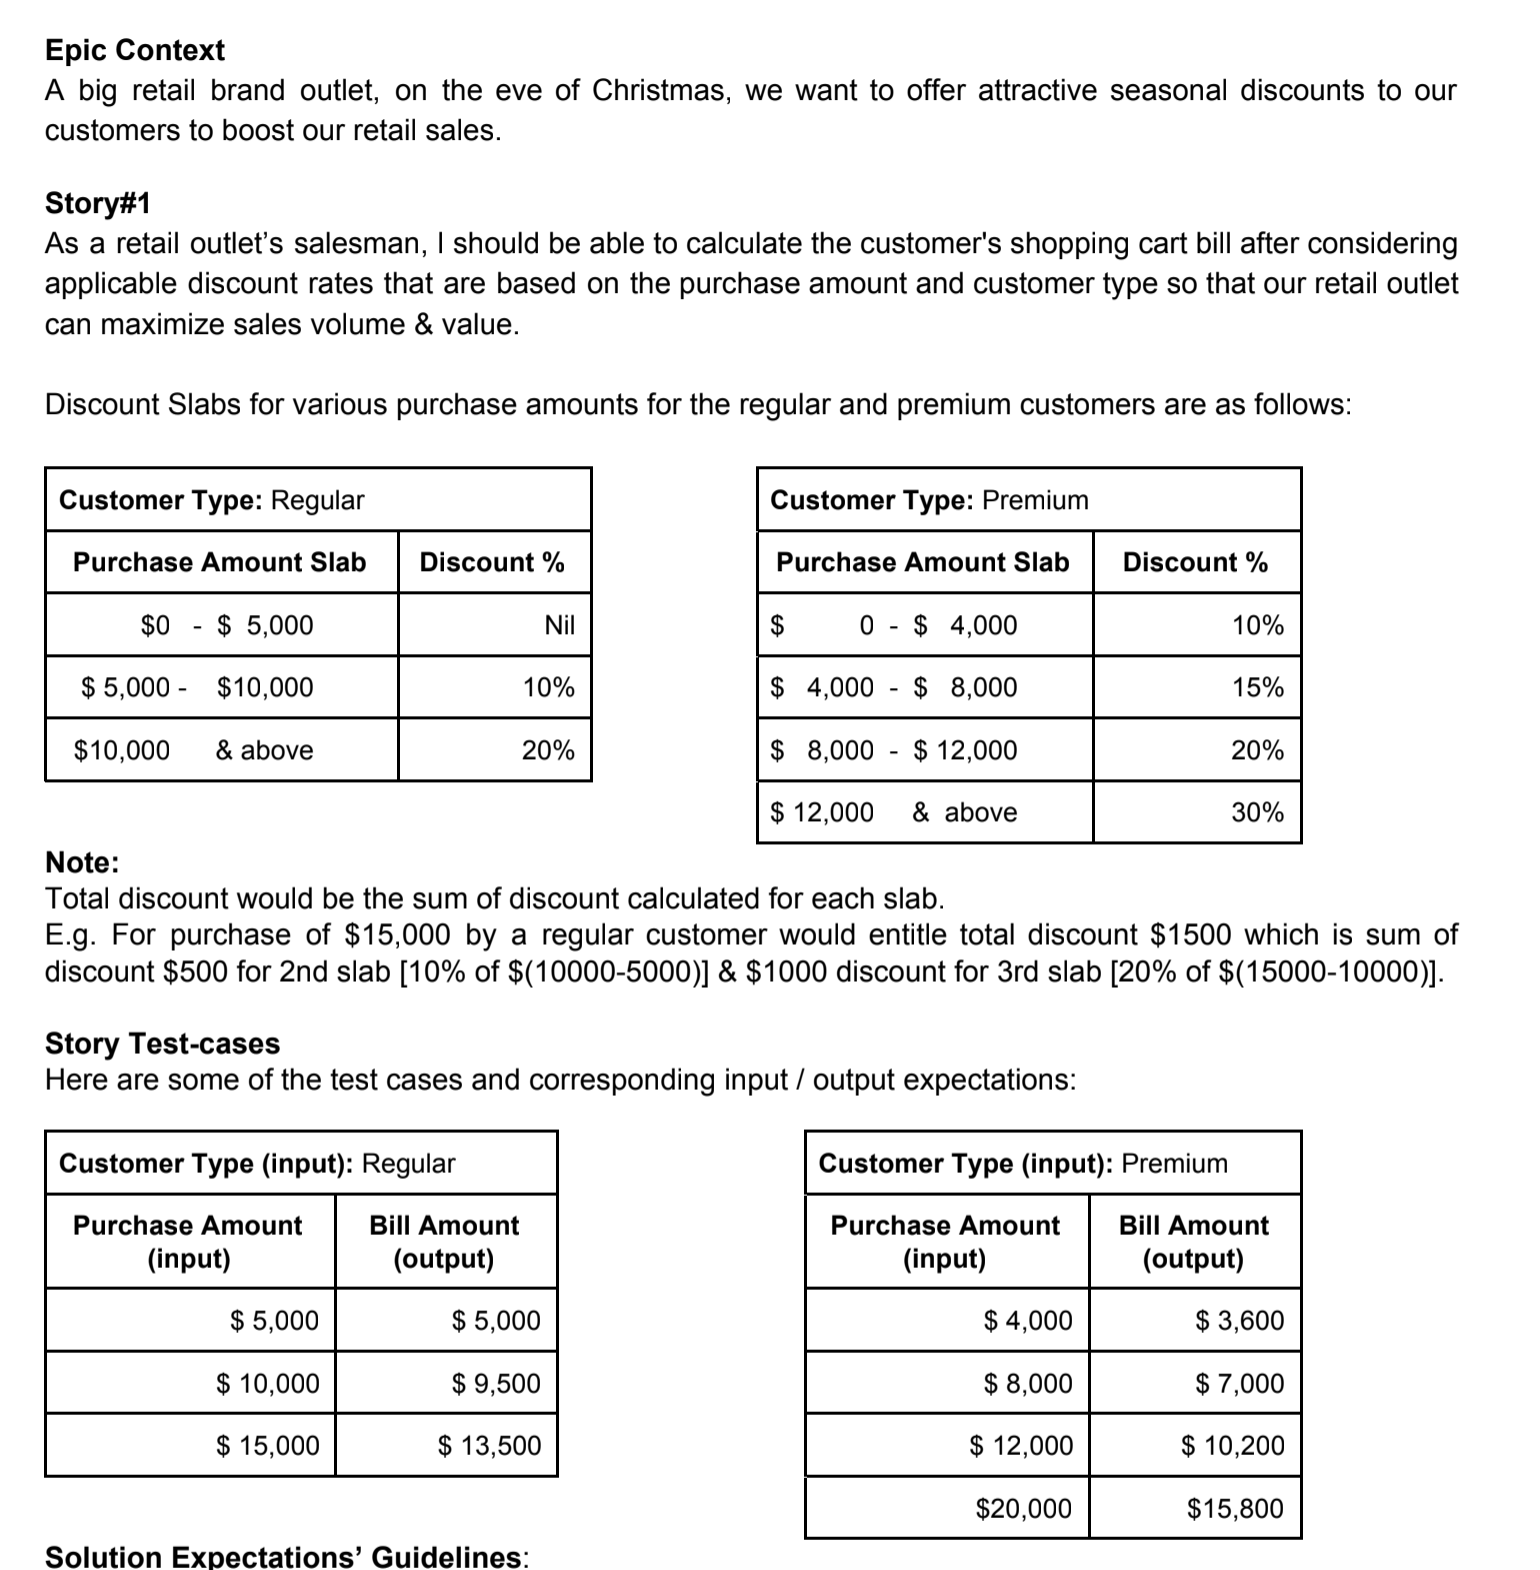 Epic Context
A big retail brand outlet, on the eve of Christmas, we want to offer attractive seasonal discounts to our
customers to boost our retail sales.
Story#1
As a retail outlet’s salesman, I should be able to calculate the customer's shopping cart bill after considering
applicable discount rates that are based on the purchase amount and customer type so that our retail outlet
can maximize sales volume & value.
Discount Slabs for various purchase amounts for the regular and premium customers are as follows:
Customer Type: Regular
Purchase Amount Slab Discount %
$0 - $ 5,000 Nil
$ 5,000 - $10,000 10%
$10,000 & above 20%
Customer Type: Premium
Purchase Amount Slab Discount %
$ 0 - $ 4,000 10%
$ 4,000 - $ 8,000 15%
$ 8,000 - $ 12,000 20%
$ 12,000 & above 30%
Note:
Total discount would be the sum of discount calculated for each slab.
E.g. For purchase of $15,000 by a regular customer would entitle total discount $1500 which is sum of
discount $500 for 2nd slab [10% of $(10000-5000)] & $1000 discount for 3rd slab [20% of $(15000-10000)].
Story Test-cases
Here are some of the test cases and corresponding input / output expectations:
Customer Type (input): Regular
Purchase Amount Bill Amount
(input) (output)
$ 5,000 $ 5,000
$ 10,000 $ 9,500
$ 15,000 $ 13,500
Customer Type (input): Premium
Purchase Amount Bill Amount
(input) (output)
$ 4,000 $ 3,600
$ 8,000 $ 7,000
$ 12,000 $ 10,200
$20,000 $15,800
Solution Expectations’ Guidelines: